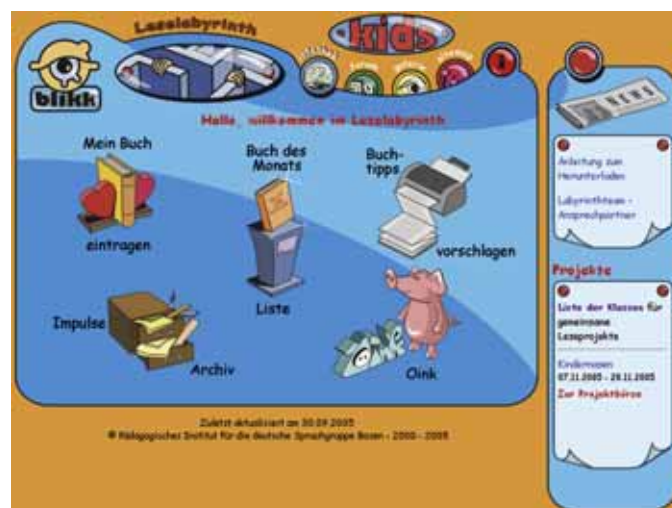 Leselabyrinth
kids
blikk
Hallo, willkommen im Leselabyrinth
Mein Buch
eintragen
Buch des
Monats
Liste
Buch-
tipps
vorschlagen
Impulse
Archiv
Oink
NEWS
Anleitung zum
Herunterladen
Labyrinthteam -
Ansprechpartner
Projekte
Liste der Klassen für
gemeinsame
Leseprojekte
07.11.2005 - 28.11.2005
Zur Projektbörse
Zuletzt aktualisiert am 30.09.2005
© Pädagogisches Institut für die deutsche Sprachgruppe Bozen - 2000 - 2005